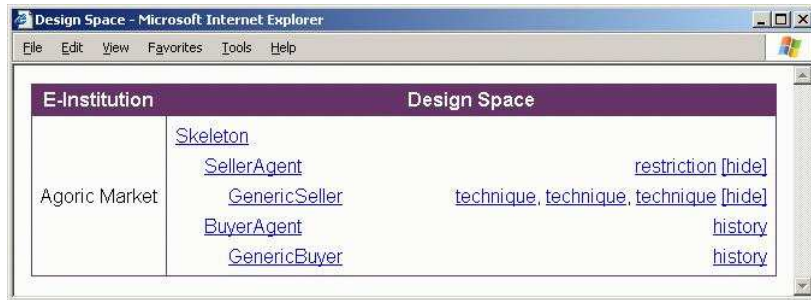 Design Space - Microsoft Internet Explorer
File Edit View Favorites Tools Help
E-Institution Design Space
Skeleton
SellerAgent restriction [hide]
Agoric Market GenericSeller technique, technique, technique [hide]
BuyerAgent history
GenericBuyer history